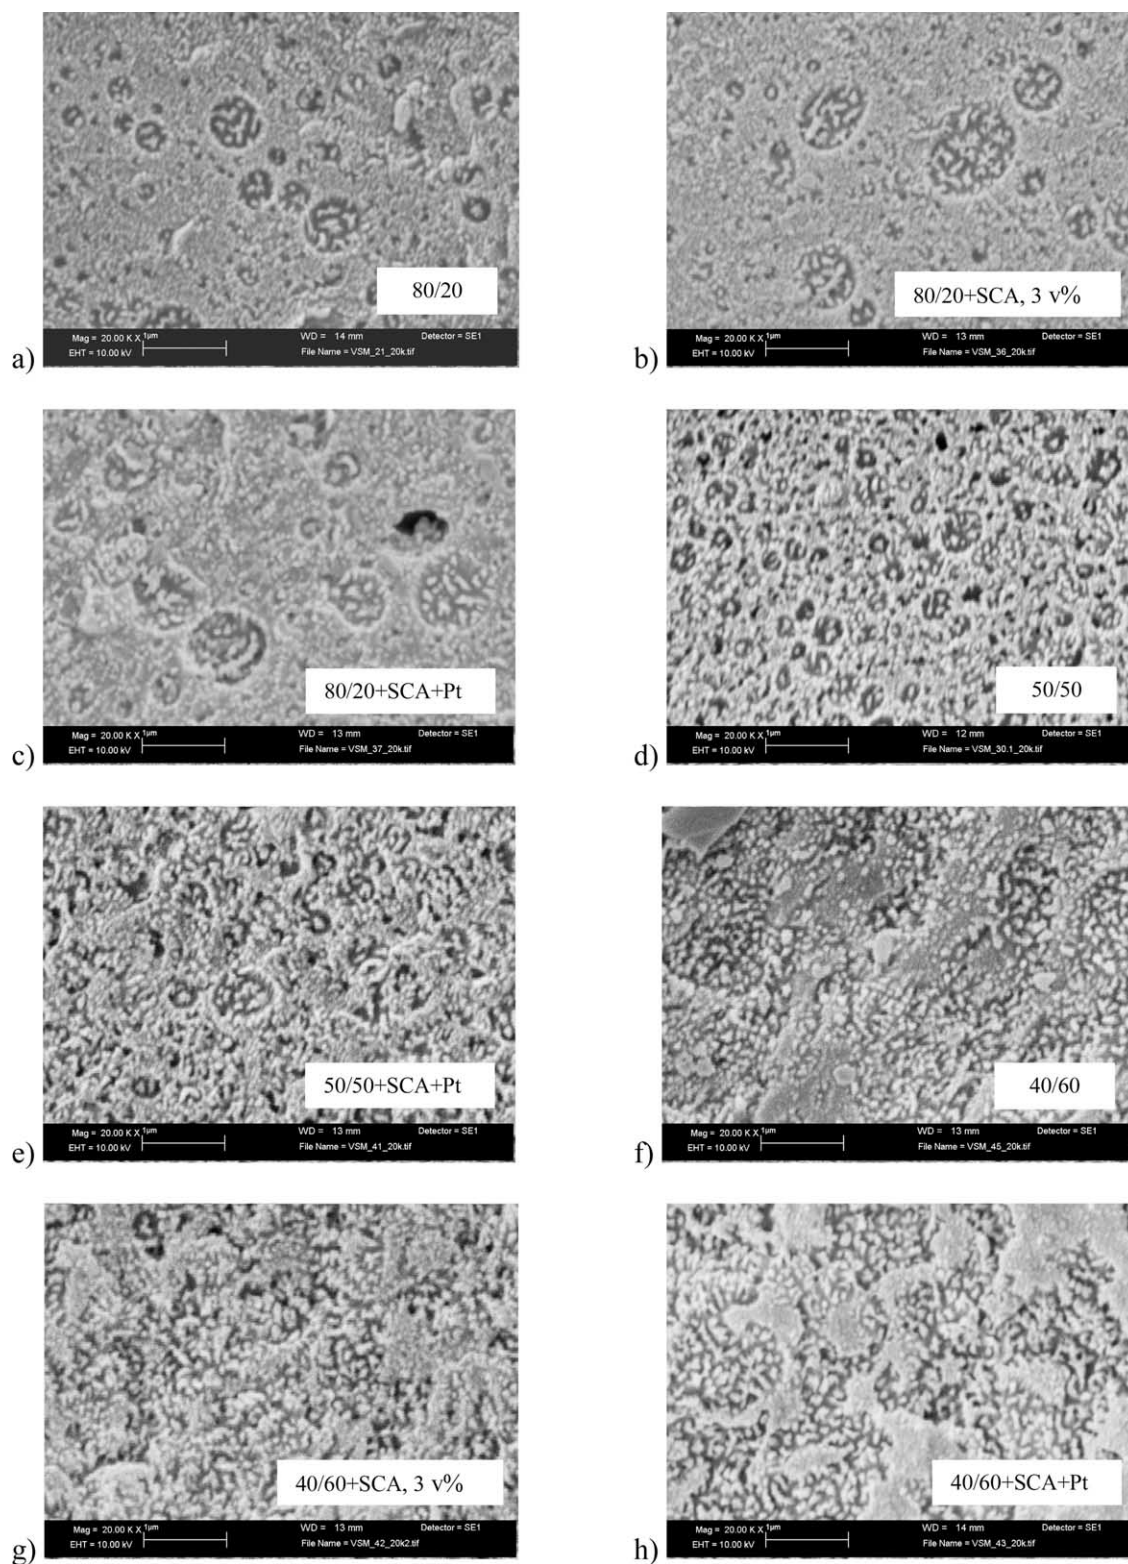 80/20
Mag = 20.00 K X 1µm WD = 14 mm Detector = SE1
EHT = 10.00 kV File Name = VSM_21_20k.tif
a)
80/20+SCA, 3 v%
Mag = 20.00 K X 1µm WD = 13 mm Detector = SE1
EHT = 10.00 kV File Name = VSM_36_20k.tif
b)
80/20+SCA+Pt
Mag = 20.00 K X 1µm WD = 13 mm Detector = SE1
EHT = 10.00 kV File Name = VSM_37_20k.tif
c)
50/50
Mag = 20.00 K X 1µm WD = 12 mm Detector = SE1
EHT = 10.00 kV File Name = VSM_30.1_20k.tif
d)
50/50+SCA+Pt
Mag = 20.00 K X 1µm WD = 13 mm Detector = SE1
EHT = 10.00 kV File Name = VSM_41_20k.tif
e)
40/60
Mag = 20.00 K X 1µm WD = 13 mm Detector = SE1
EHT = 10.00 kV File Name = VSM_45_20k.tif
f)
40/60+SCA, 3 v%
Mag = 20.00 K X 1µm WD = 13 mm Detector = SE1
EHT = 10.00 kV File Name = VSM_42_20k2.tif
g)
40/60+SCA+Pt
Mag = 20.00 K X 1µm WD = 14 mm Detector = SE1
EHT = 10.00 kV File Name = VSM_43_20k.tif
h)